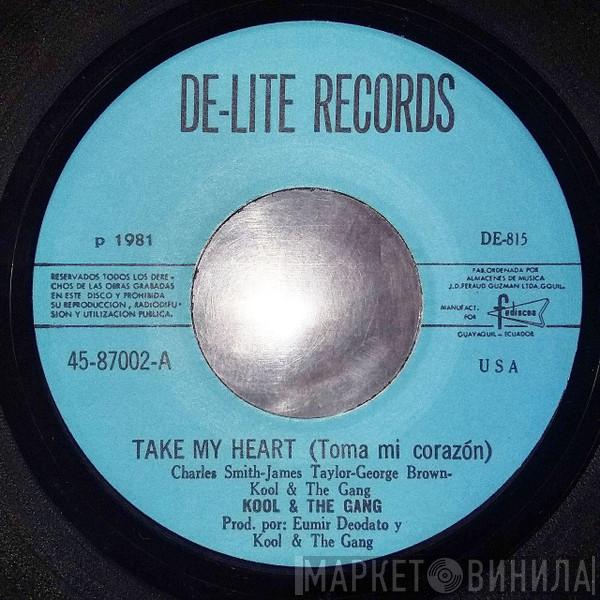 DE-LITE RECORDS
p 1981
DE-815
RESERVADOS TODOS LOS DERE-
CHOS DE LAS OBRAS GRABADAS
EN ESTE DISCO Y PROHIBIDA
SU REPRODUCCION, RADIODIFU-
SION Y UTILIZACION PUBLICA.
FAB. ORDENADA POR
ALMACENES DE MUSICA
J.D. FERAUD GUZMAN LTDA. GQUIL.
MANUFACT.
FOR
fediscos
GUAYAQUIL - ECUADOR
45-87002-A
USA
TAKE MY HEART (Toma mi corazón)
Charles Smith-James Taylor-George Brown-
Kool & The Gang
KOOL & THE GANG
Prod. por: Eumir Deodato y
Kool & The Gang
МАРКЕТ ВИНИЛА